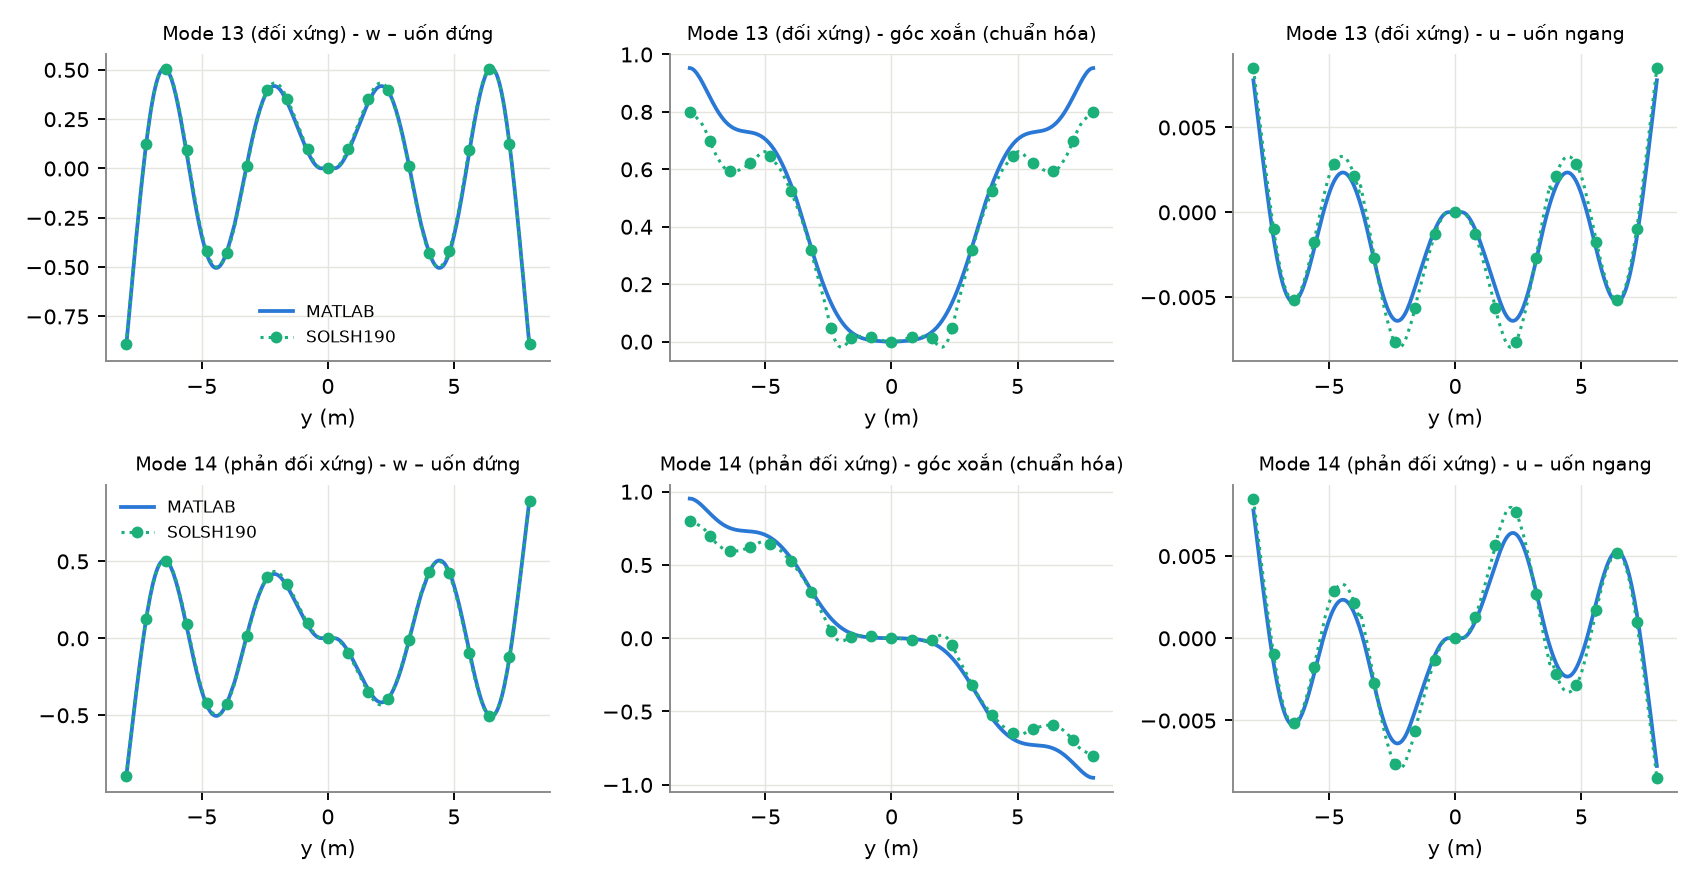 Mode 13 (đối xứng) - w – uốn đứng
0.50
0.25
0.00
−0.25
−0.50
−0.75
MATLAB
SOLSH190
−5 0 5
y (m)
Mode 13 (đối xứng) - góc xoắn (chuẩn hóa)
1.0
0.8
0.6
0.4
0.2
0.0
−5 0 5
y (m)
Mode 13 (đối xứng) - u – uốn ngang
0.005
0.000
−0.005
−5 0 5
y (m)
Mode 14 (phản đối xứng) - w – uốn đứng
MATLAB
SOLSH190
0.5
0.0
−0.5
−5 0 5
y (m)
Mode 14 (phản đối xứng) - góc xoắn (chuẩn hóa)
1.0
0.5
0.0
−0.5
−1.0
−5 0 5
y (m)
Mode 14 (phản đối xứng) - u – uốn ngang
0.005
0.000
−0.005
−5 0 5
y (m)